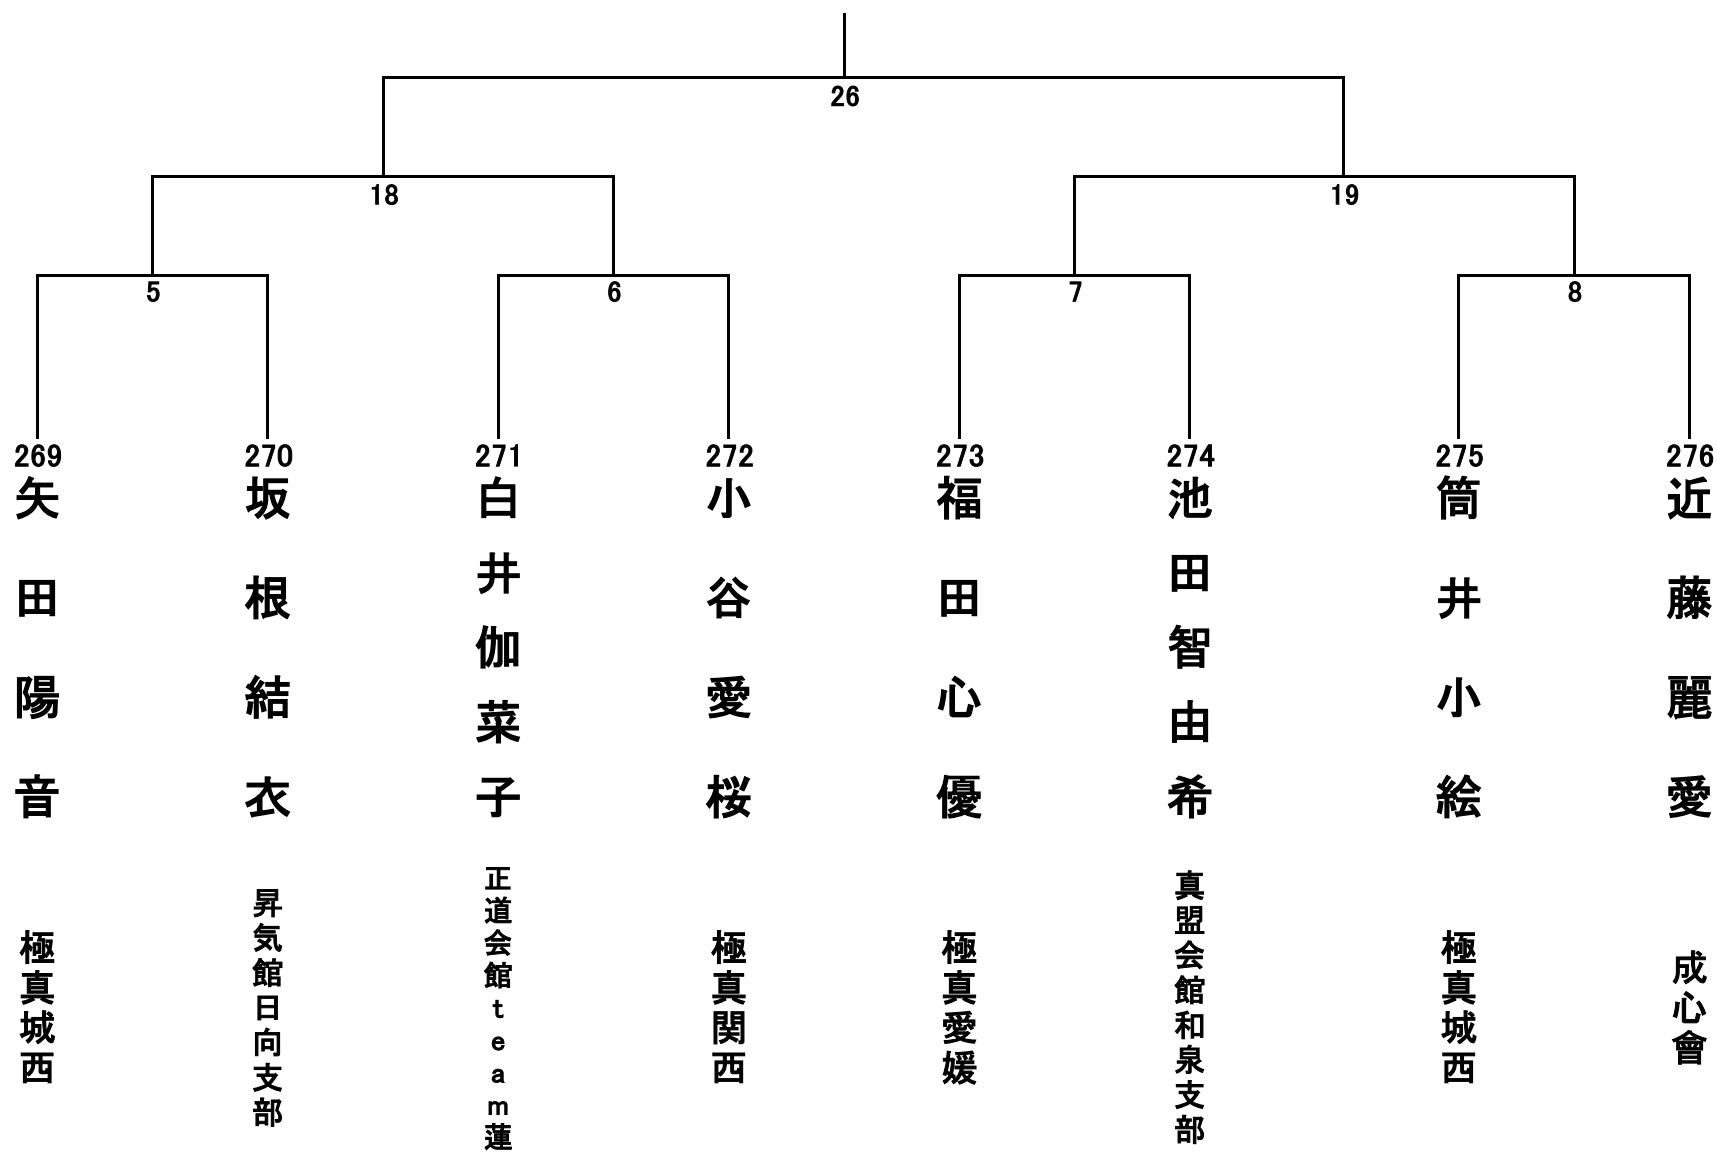 26
18
19
5
6
7
8
269
矢田陽音
極真城西
270
坂根結衣
昇気館日向支部
271
白井伽菜子
正道会館team蓮
272
小谷愛桜
極真関西
273
福田心優
極真愛媛
274
池田智由希
真盟会館和泉支部
275
筒井小絵
極真城西
276
近藤麗愛
成心會